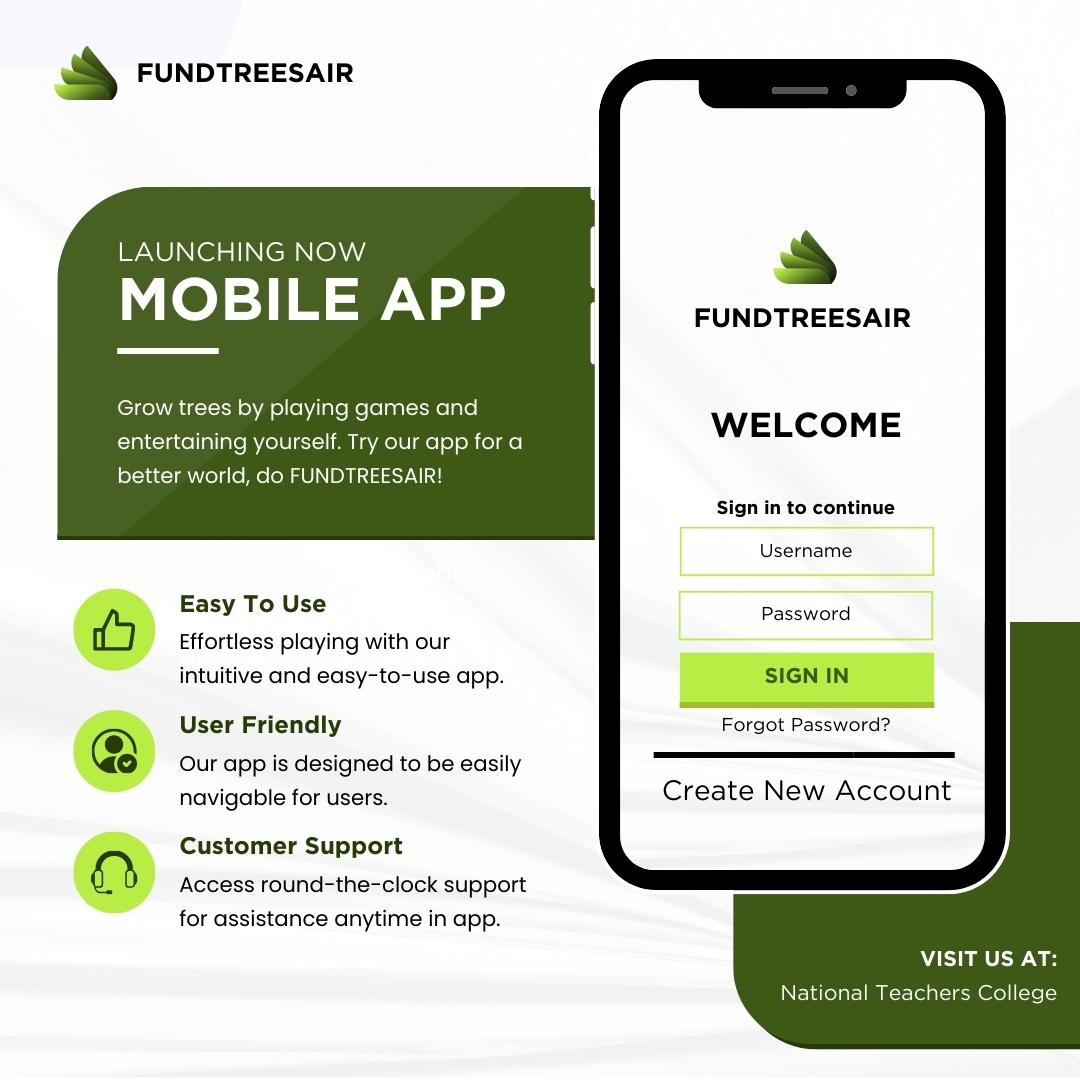 FUNDTREESAIR
LAUNCHING NOW
MOBILE APP
Grow trees by playing games and
entertaining yourself. Try our app for a
better world, do FUNDTREESAIR!
Easy To Use
Effortless playing with our
intuitive and easy-to-use app.
User Friendly
Our app is designed to be easily
navigable for users.
Customer Support
Access round-the-clock support
for assistance anytime in app.
FUNDTREESAIR
WELCOME
Sign in to continue
Username
Password
SIGN IN
Forgot Password?
Create New Account
VISIT US AT:
National Teachers College